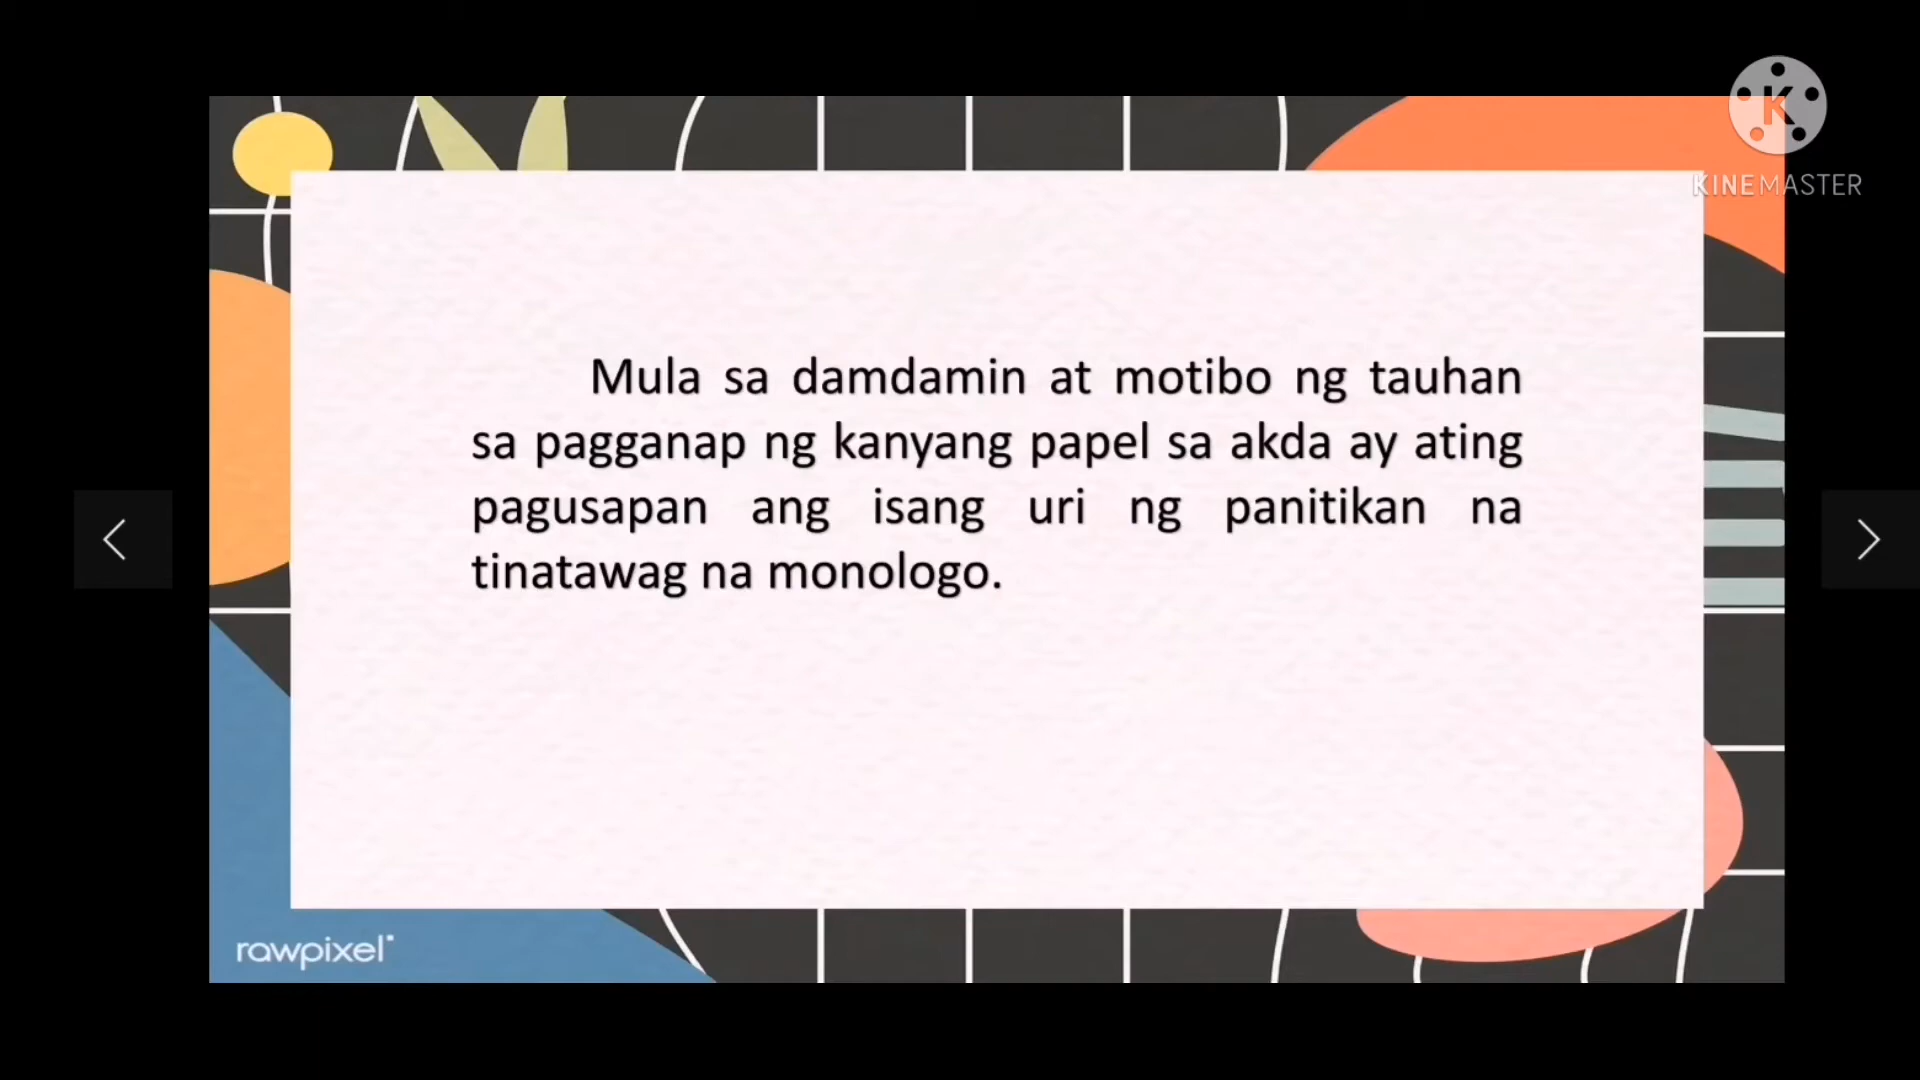 KINEMASTER
Mula sa damdamin at motibo ng tauhan
sa pagganap ng kanyang papel sa akda ay ating
pagusapan ang isang uri ng panitikan na
tinatawag na monologo.
rawpixel